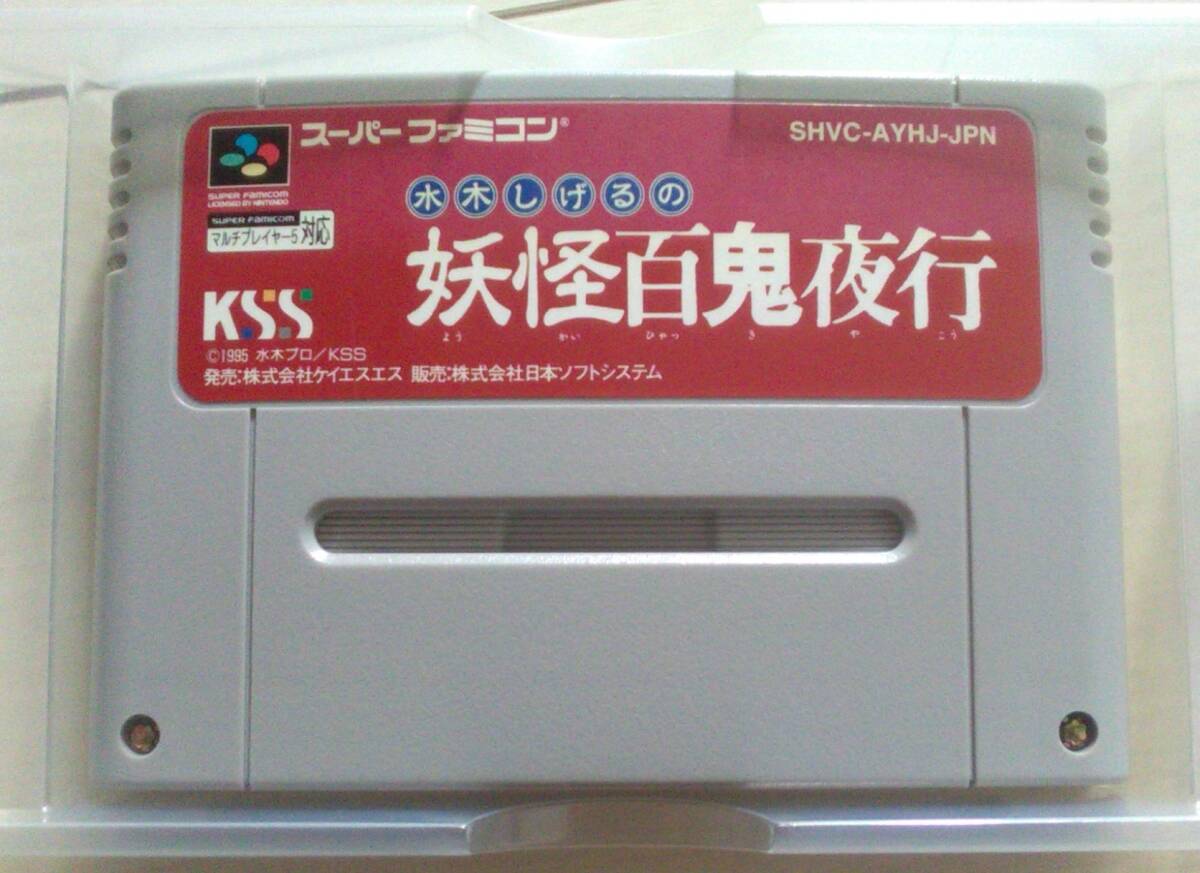 スーパーファミコン®
SHVC-AYHJ-JPN
SUPER FAMICOM
LICENSED BY NINTENDO
SUPER FAMICOM
マルチプレイヤー5対応
水木しげるの
妖怪百鬼夜行
よう かい ひゃっ き や こう
KSS
©1995 水木プロ/KSS
発売:株式会社ケイエスエス 販売:株式会社日本ソフトシステム